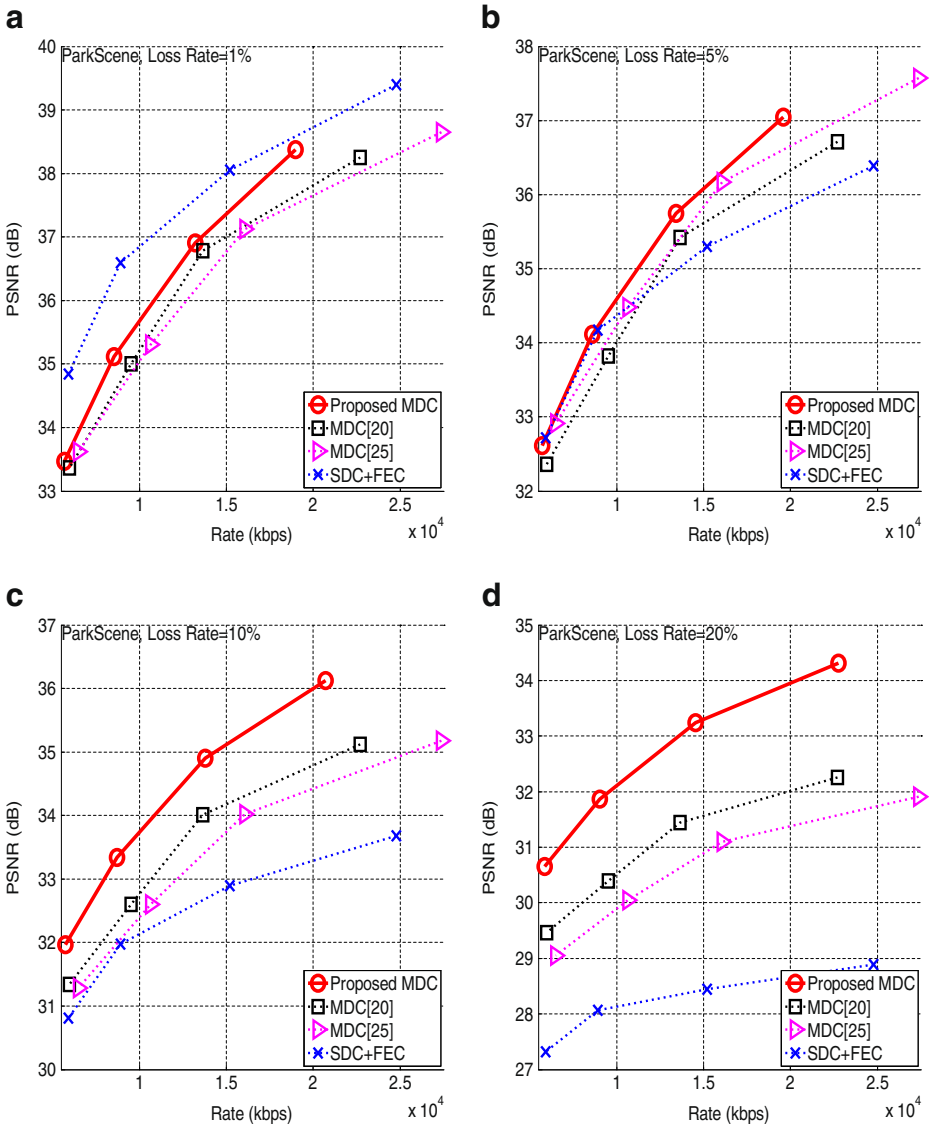 a
ParkScene, Loss Rate=1%
PSNR (dB)
40
39
38
37
36
35
34
33
1
1.5
2
2.5
x 10^4
Rate (kbps)
Proposed MDC
MDC[20]
MDC[25]
SDC+FEC
b
ParkScene, Loss Rate=5%
PSNR (dB)
38
37
36
35
34
33
32
1
1.5
2
2.5
x 10^4
Rate (kbps)
Proposed MDC
MDC[20]
MDC[25]
SDC+FEC
c
ParkScene, Loss Rate=10%
PSNR (dB)
37
36
35
34
33
32
31
30
1
1.5
2
2.5
x 10^4
Rate (kbps)
Proposed MDC
MDC[20]
MDC[25]
SDC+FEC
d
ParkScene, Loss Rate=20%
PSNR (dB)
35
34
33
32
31
30
29
28
27
1
1.5
2
2.5
x 10^4
Rate (kbps)
Proposed MDC
MDC[20]
MDC[25]
SDC+FEC